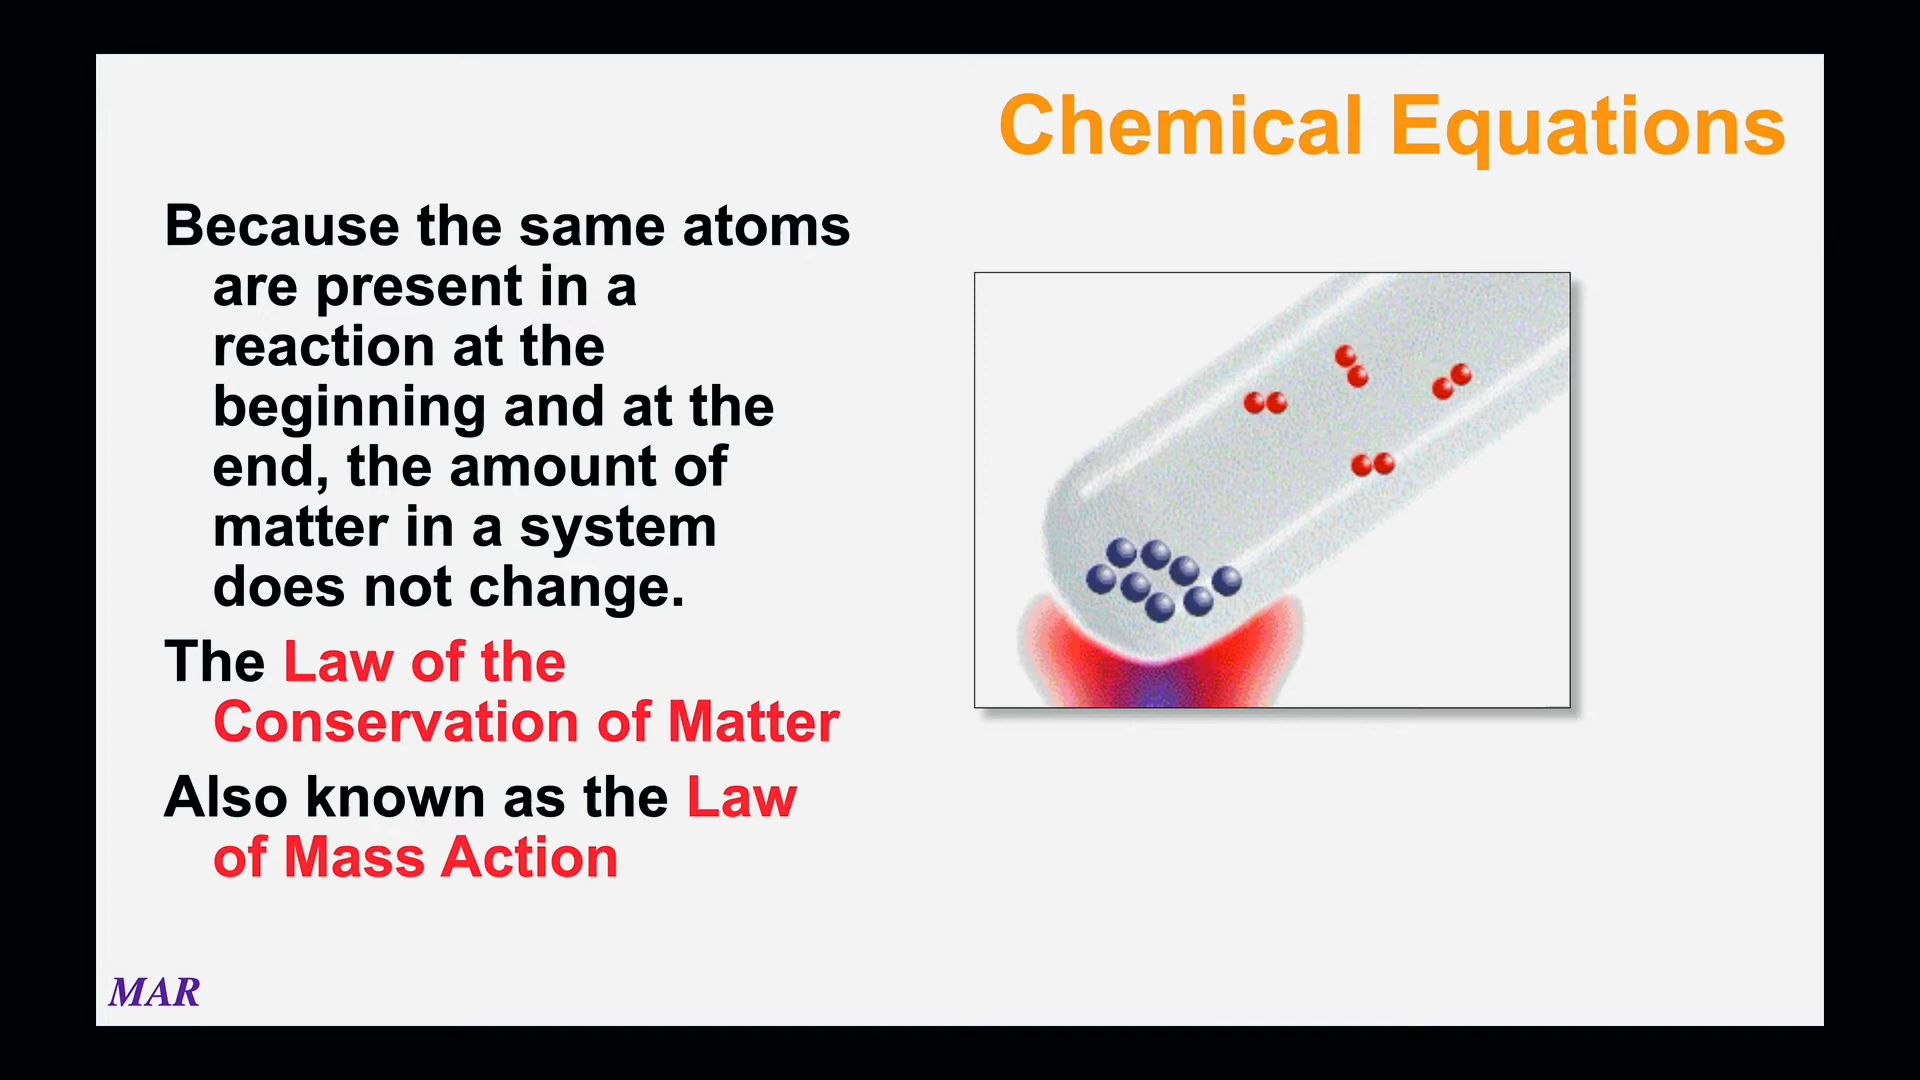 Chemical Equations
Because the same atoms
are present in a
reaction at the
beginning and at the
end, the amount of
matter in a system
does not change.
The Law of the
Conservation of Matter
Also known as the Law
of Mass Action
MAR